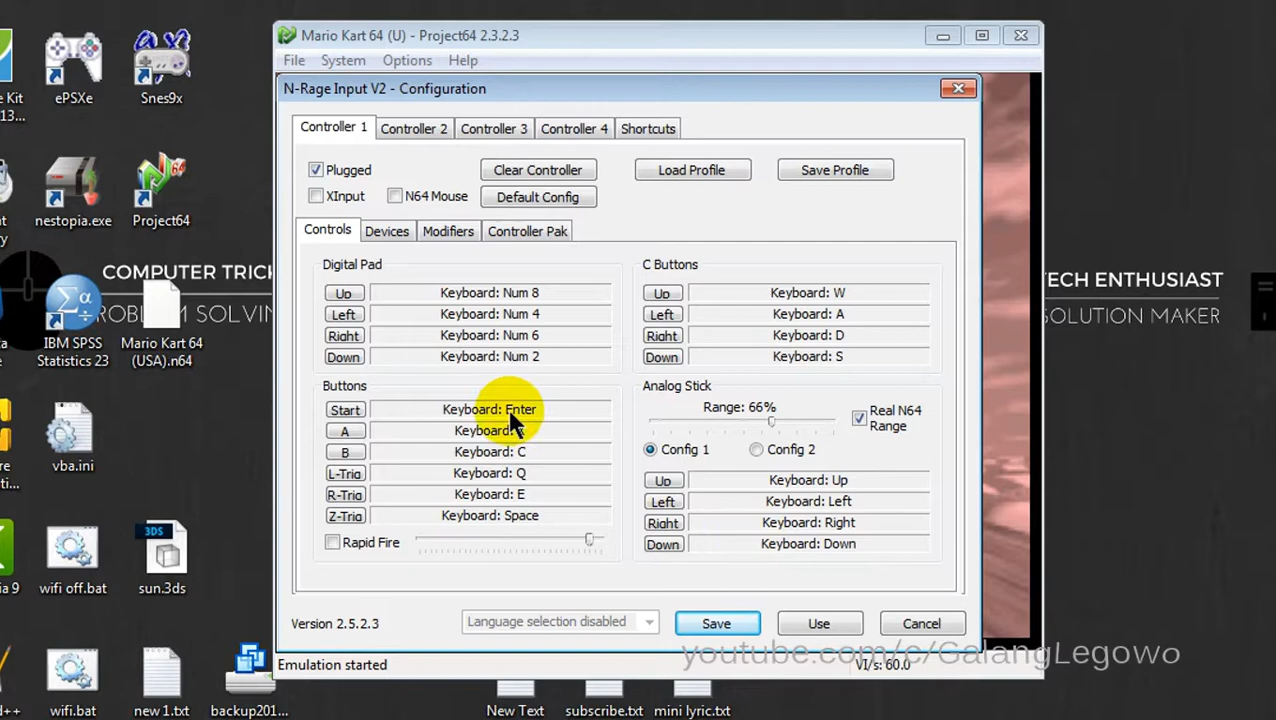 Mario Kart 64 (U) - Project64 2.3.2.3
File System Options Help
N-Rage Input V2 - Configuration
Controller 1 Controller 2 Controller 3 Controller 4 Shortcuts
Plugged Clear Controller Load Profile Save Profile
XInput N64 Mouse Default Config
Controls Devices Modifiers Controller Pak
Digital Pad
Up Keyboard: Num 8
Left Keyboard: Num 4
Right Keyboard: Num 6
Down Keyboard: Num 2
C Buttons
Up Keyboard: W
Left Keyboard: A
Right Keyboard: D
Down Keyboard: S
Buttons
Start Keyboard: Enter
A Keyboard:
B Keyboard: C
L-Trig Keyboard: Q
R-Trig Keyboard: E
Z-Trig Keyboard: Space
Rapid Fire
Analog Stick
Range: 66%
Real N64
Range
Config 1 Config 2
Up Keyboard: Up
Left Keyboard: Left
Right Keyboard: Right
Down Keyboard: Down
Version 2.5.2.3 Language selection disabled Save Use Cancel
Emulation started VI/s: 60.0
youtube.com/c/GalangLegowo
ePSXe
Snes9x
nestopia.exe
Project64
COMPUTER TRICK
TECH ENTHUSIAST
SOLUTION MAKER
IBM SPSS
Statistics 23
Mario Kart 64
(USA).n64
vba.ini
wifi off.bat
3DS
sun.3ds
wifi.bat
new 1.txt
backup201...
New Text
subscribe.txt
mini lyric.txt